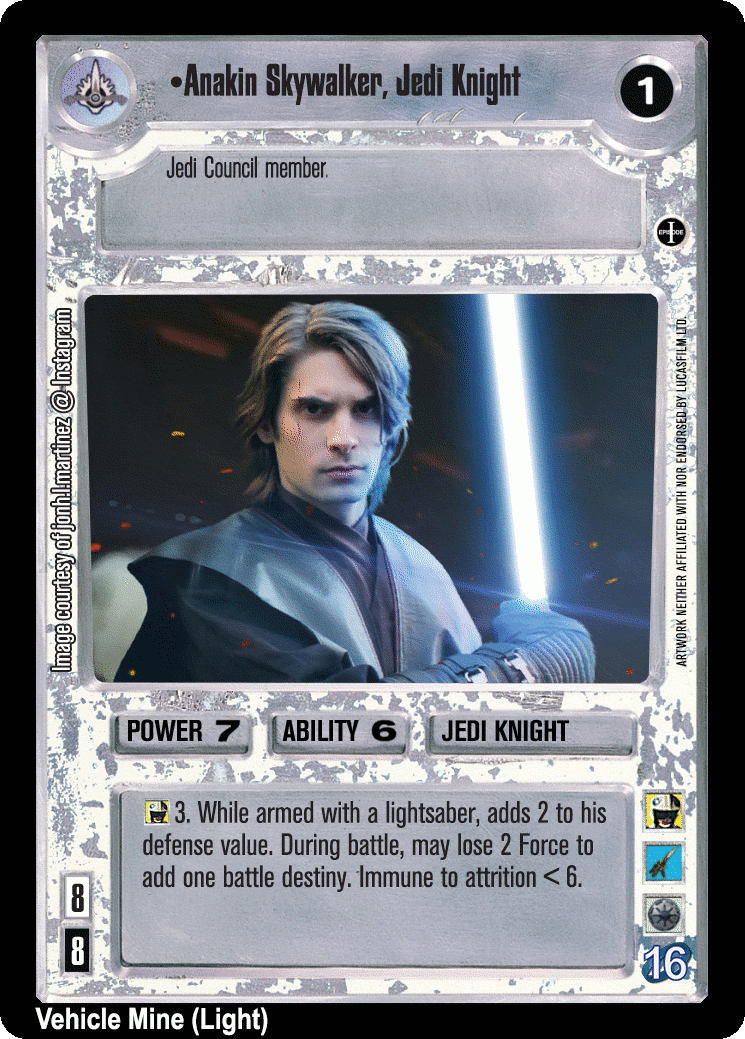 •Anakin Skywalker, Jedi Knight
1
Jedi Council member.
EPISODE
I
Image courtesy of jonh.l.martinez @ Instagram
ARTWORK NEITHER AFFILIATED WITH NOR ENDORSED BY LUCASFILM LTD.
POWER 7
ABILITY 6
JEDI KNIGHT
3. While armed with a lightsaber, adds 2 to his
defense value. During battle, may lose 2 Force to
add one battle destiny. Immune to attrition < 6.
8
8
16
Vehicle Mine (Light)